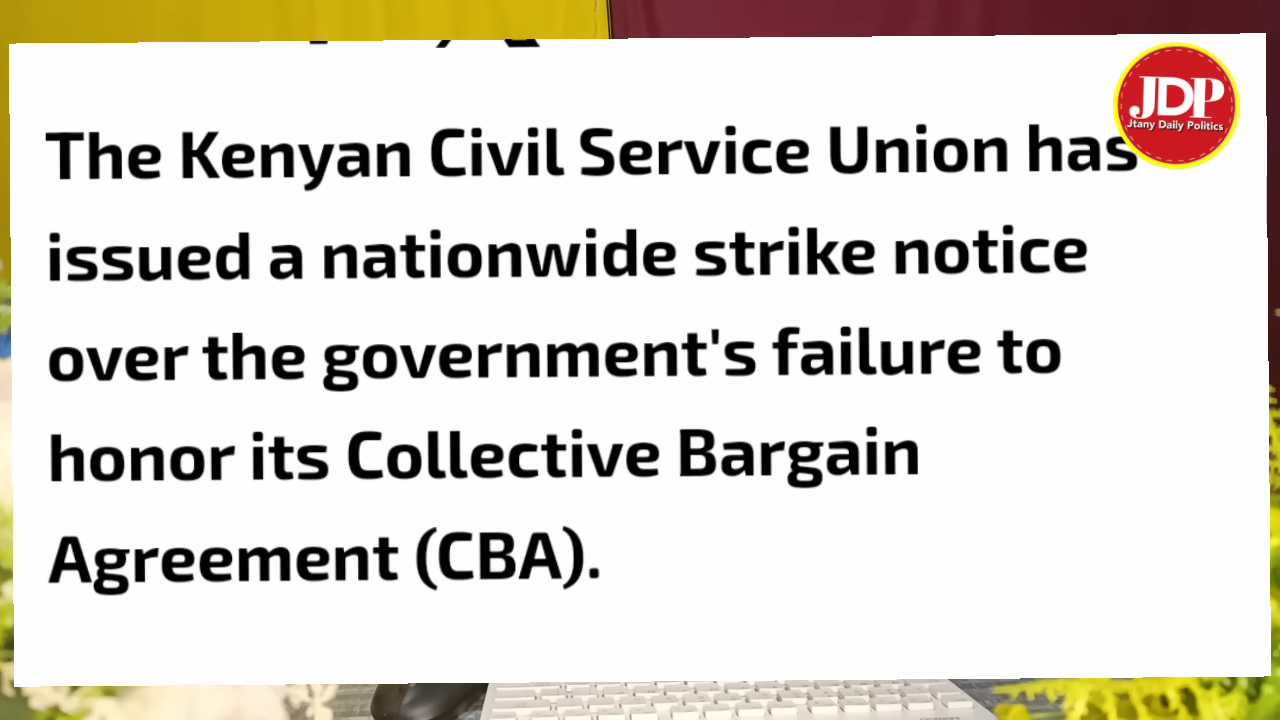 JDP
Jtany Daily Politics
The Kenyan Civil Service Union has
issued a nationwide strike notice
over the government's failure to
honor its Collective Bargain
Agreement (CBA).